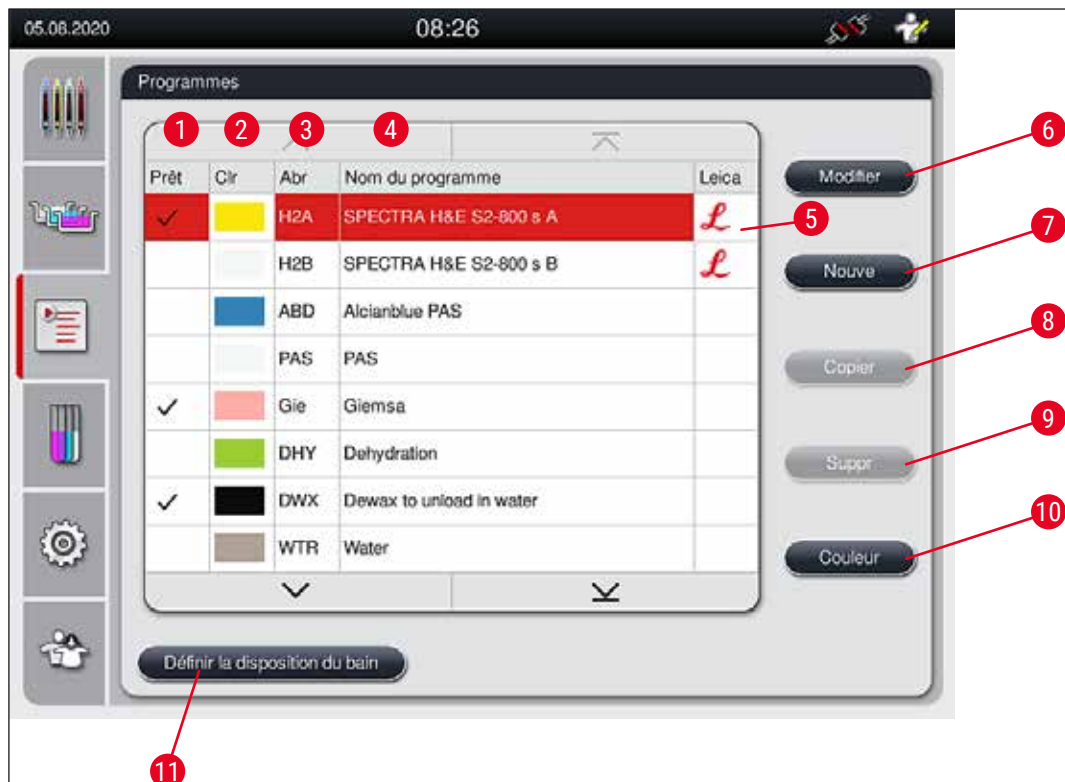 05.08.2020 08:26
Programmes
1 2 3 4
6
Prêt Clr Abr Nom du programme Leica
Modifier
H2A SPECTRA H&E S2-800 s A L
5
7
H2B SPECTRA H&E S2-800 s B L
Nouve
ABD Alcianblue PAS
8
PAS PAS
Copier
Gie Giemsa
9
DHY Dehydration
Suppr
DWX Dewax to unload in water
10
WTR Water
Couleur
Définir la disposition du bain
11